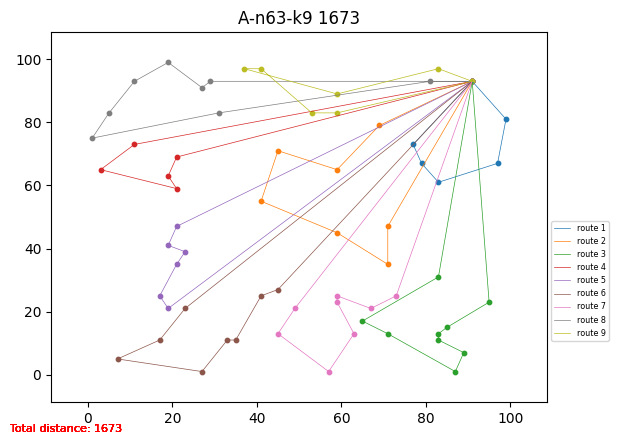 A-n63-k9 1673
100
80
60
40
20
0
0 20 40 60 80 100
route 1
route 2
route 3
route 4
route 5
route 6
route 7
route 8
route 9
Total distance: 1673